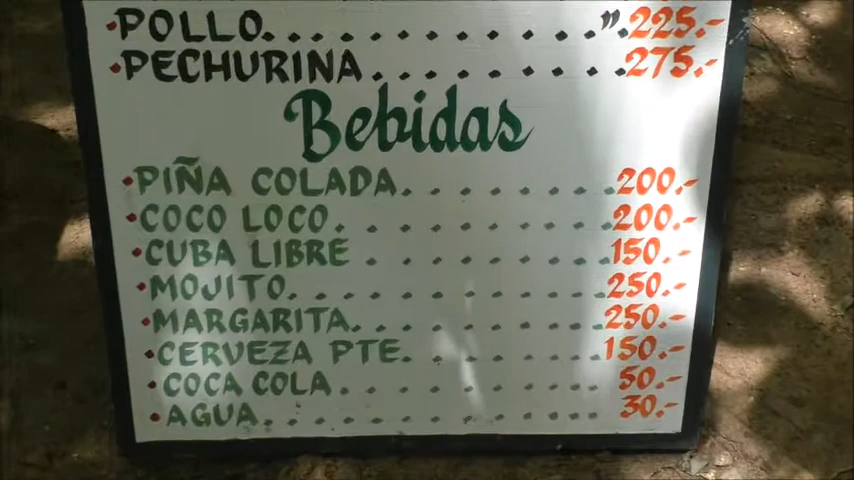 •POLLO..............."225.-
•PECHURINA............275.-
Bebidas
•PIÑA COLADA........200.-
•COCO LOCO..........200.-
•CUBA LIBRE.........150.-
•MOJITO............250.-
•MARGARITA..........250.-
•CERVEZA PTE........150.-
•COCA COLA..........50.-
•AGUA.............30.-